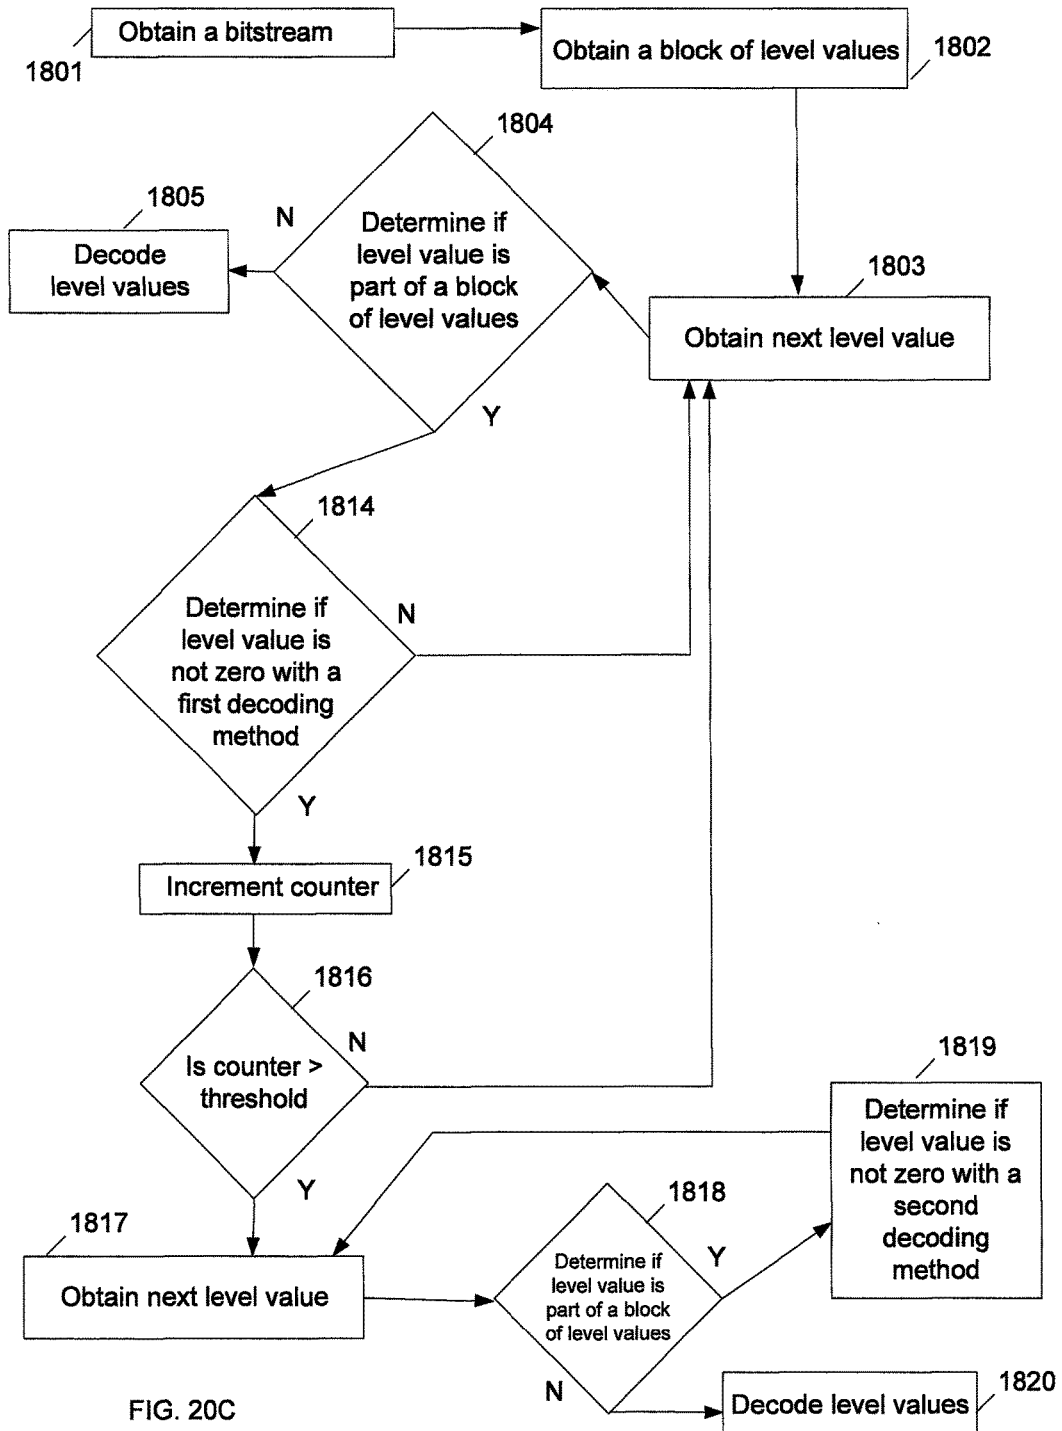 Obtain a bitstream
1801
Obtain a block of level values
1802
1804
Determine if
level value is
part of a block
of level values
N
Y
1805
Decode
level values
1803
Obtain next level value
1814
Determine if
level value is
not zero with a
first decoding
method
N
Y
1815
Increment counter
1816
Is counter >
threshold
N
Y
1817
Obtain next level value
1818
Determine if
level value is
part of a block
of level values
Y
N
1819
Determine if
level value is
not zero with a
second
decoding
method
Decode level values
1820
FIG. 20C